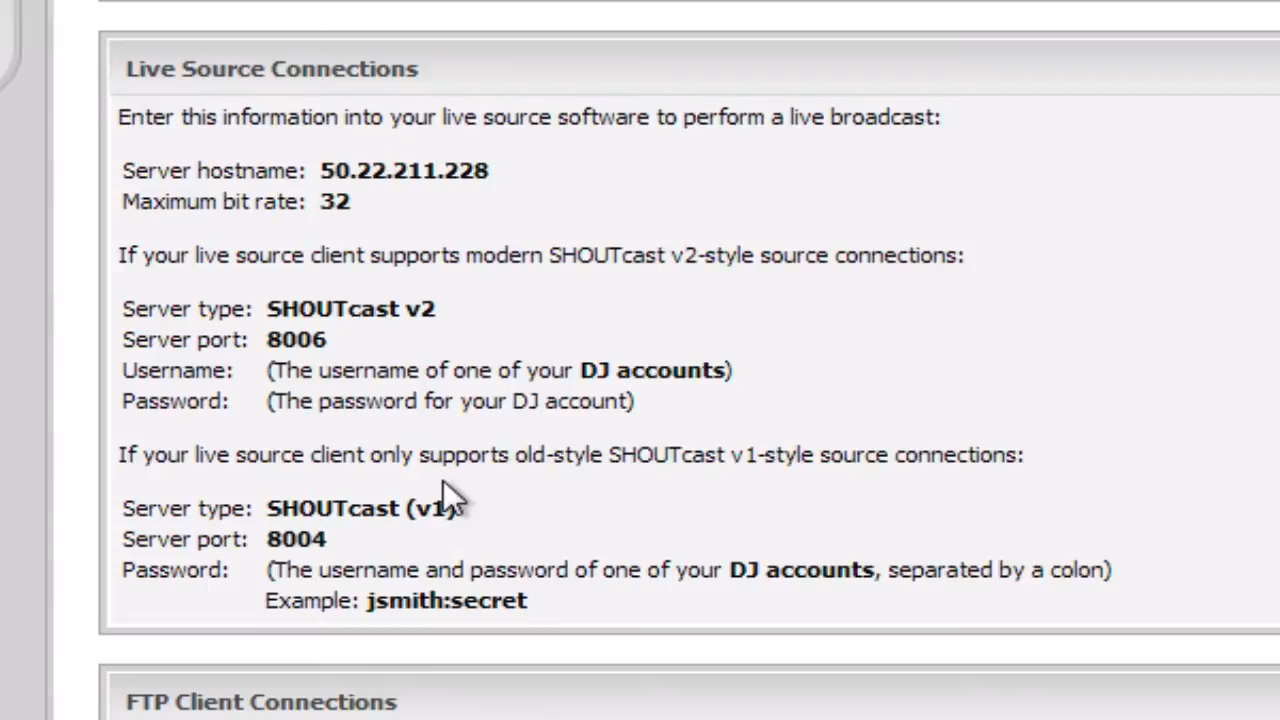 Live Source Connections
Enter this information into your live source software to perform a live broadcast:
Server hostname: 50.22.211.228
Maximum bit rate: 32
If your live source client supports modern SHOUTcast v2-style source connections:
Server type: SHOUTcast v2
Server port: 8006
Username: (The username of one of your DJ accounts)
Password: (The password for your DJ account)
If your live source client only supports old-style SHOUTcast v1-style source connections:
Server type: SHOUTcast (v1)
Server port: 8004
Password: (The username and password of one of your DJ accounts, separated by a colon)
Example: jsmith:secret
FTP Client Connections